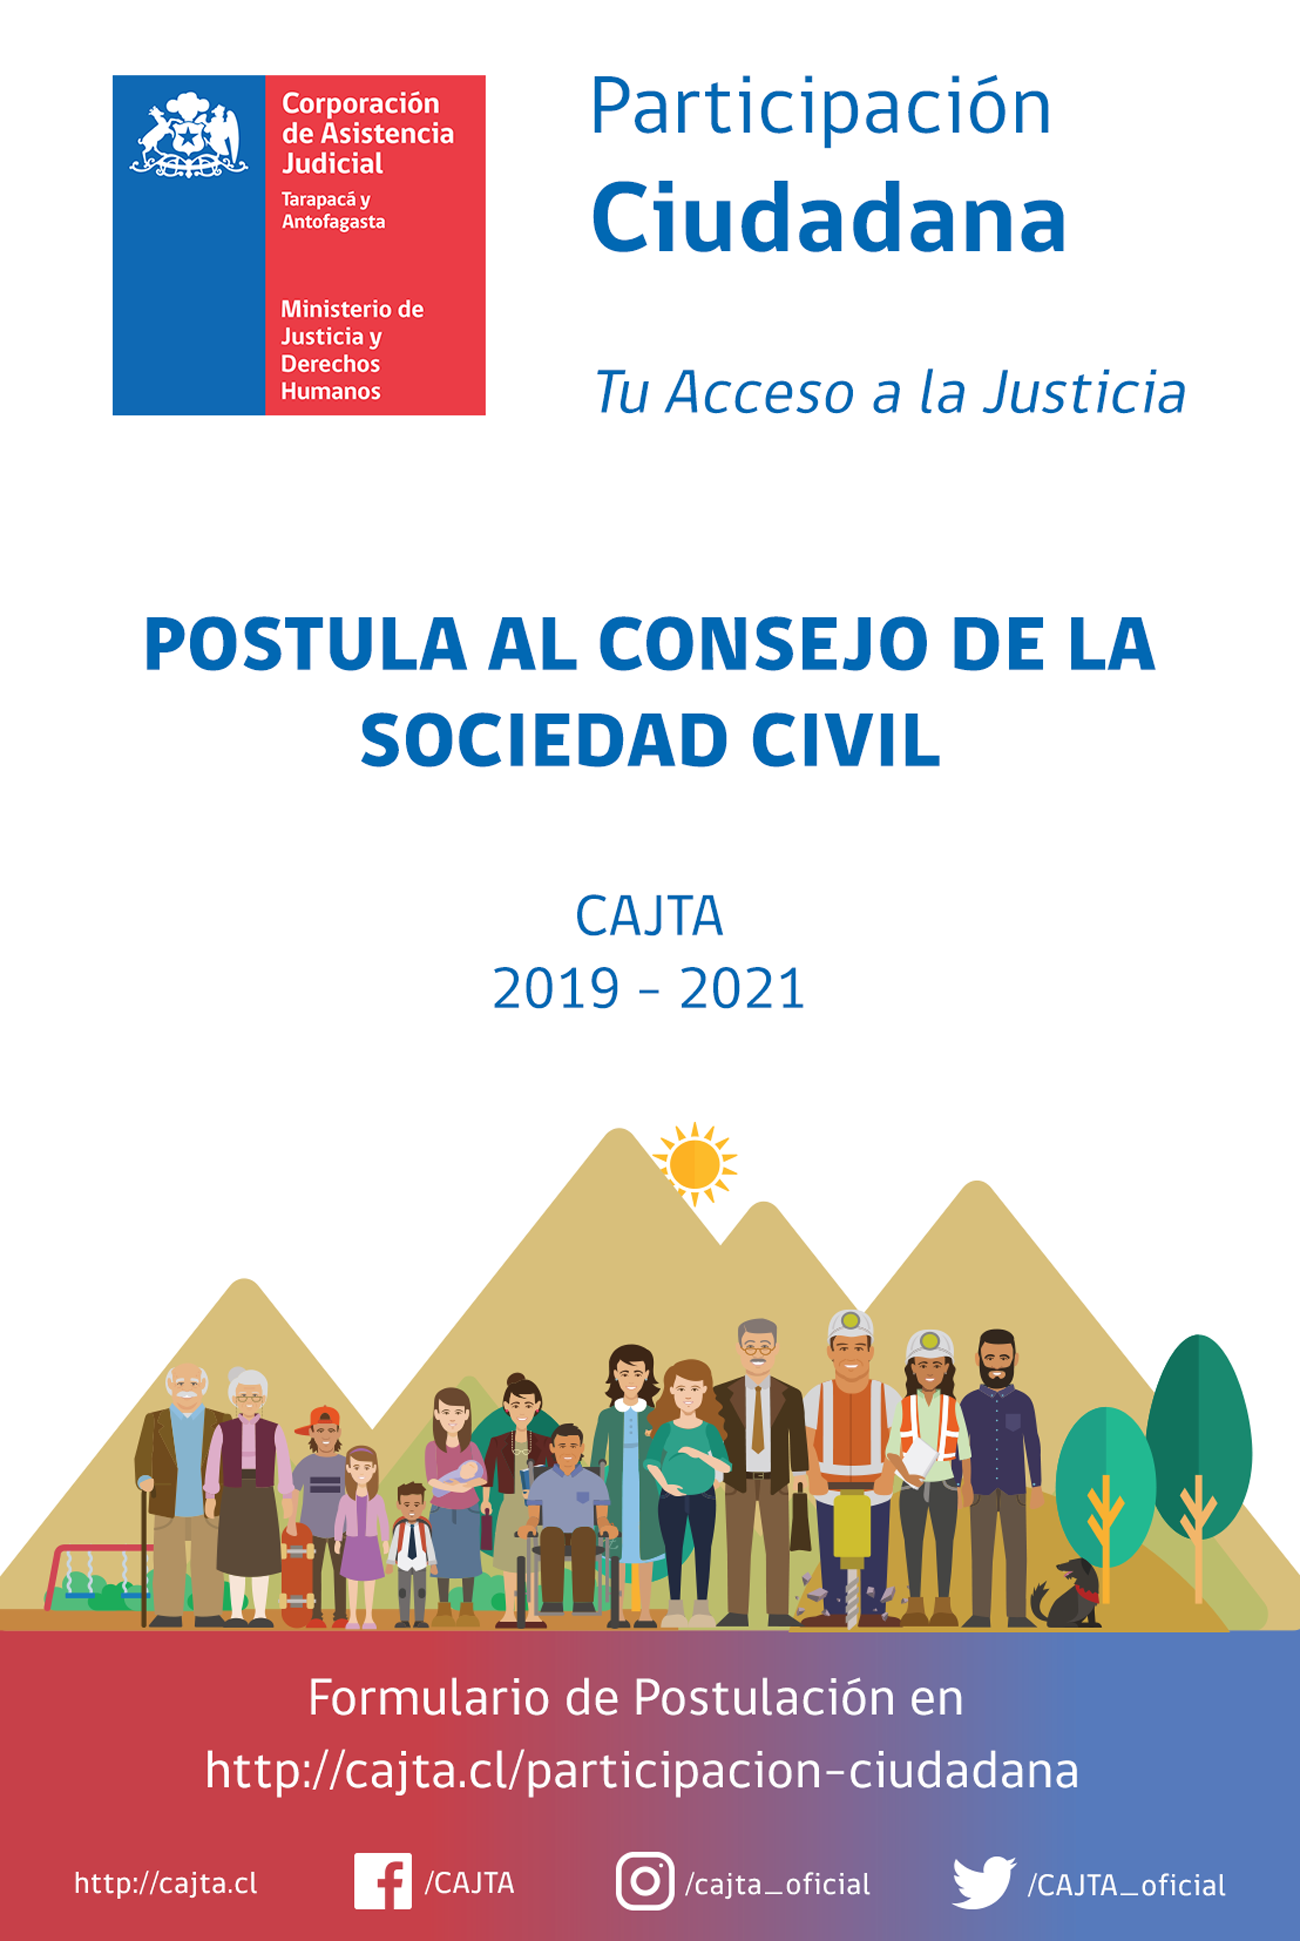 Corporación
de Asistencia
Judicial
Tarapacá y
Antofagasta
Ministerio de
Justicia y
Derechos
Humanos
Participación
Ciudadana
Tu Acceso a la Justicia
POSTULA AL CONSEJO DE LA
SOCIEDAD CIVIL
CAJTA
2019 - 2021
Formulario de Postulación en
http://cajta.cl/participacion-ciudadana
http://cajta.cl
/CAJTA
/cajta_oficial
/CAJTA_oficial